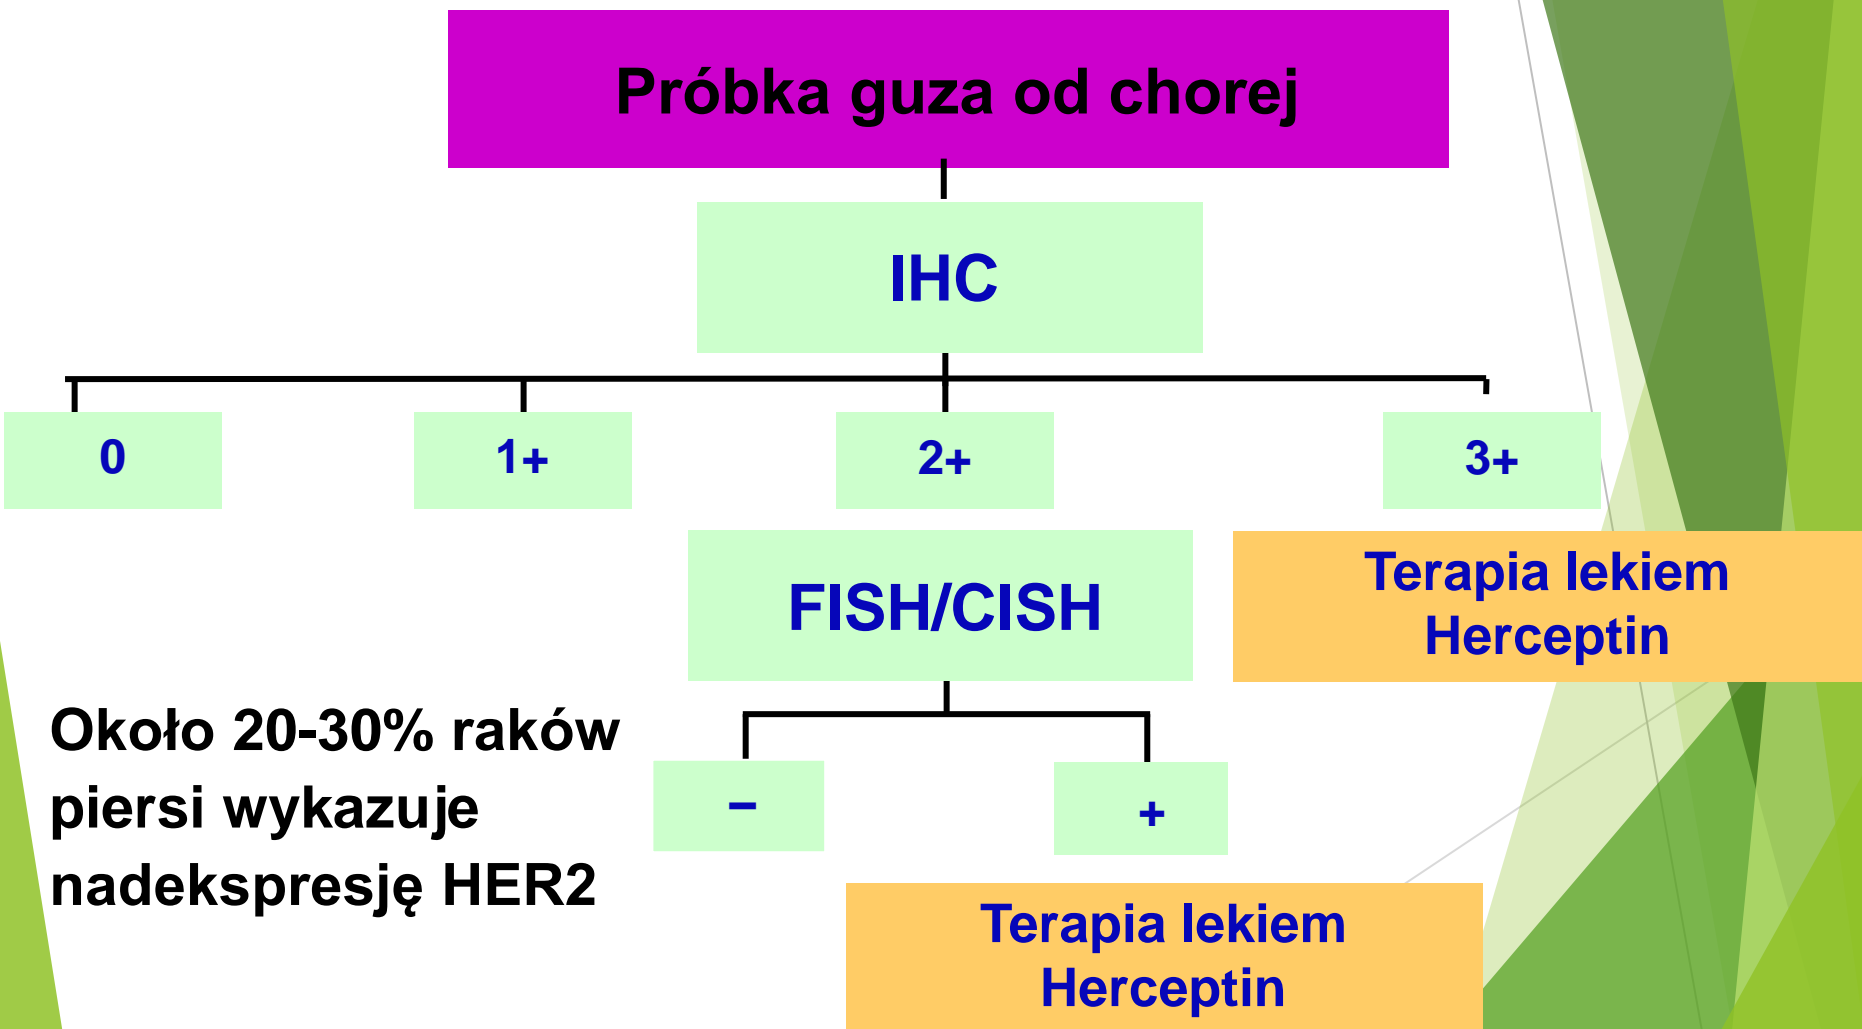 Próbka guza od chorej
IHC
0
1+
2+
3+
FISH/CISH
Terapia lekiem
Herceptin
Około 20-30% raków
piersi wykazuje
nadekspresję HER2
–
+
Terapia lekiem
Herceptin